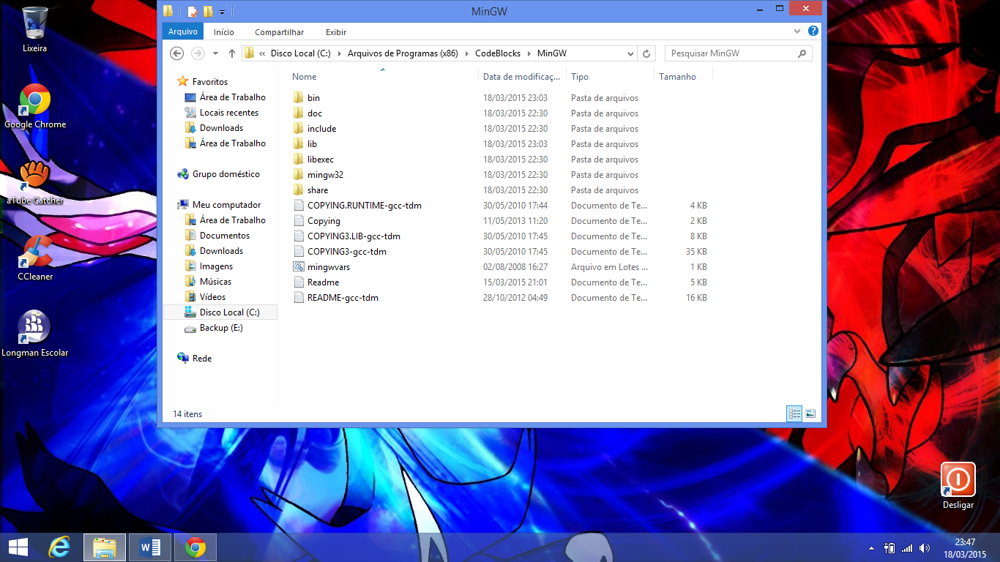 MinGW
Arquivo Início Compartilhar Exibir
« Disco Local (C:) Arquivos de Programas (x86) CodeBlocks MinGW
Pesquisar MinGW
Nome Data de modificaç... Tipo Tamanho
bin 18/03/2015 23:03 Pasta de arquivos
doc 18/03/2015 22:30 Pasta de arquivos
include 18/03/2015 22:30 Pasta de arquivos
lib 18/03/2015 23:03 Pasta de arquivos
libexec 18/03/2015 22:30 Pasta de arquivos
mingw32 18/03/2015 22:30 Pasta de arquivos
share 18/03/2015 22:30 Pasta de arquivos
COPYING.RUNTIME-gcc-tdm 30/05/2010 17:44 Documento de Te... 4 KB
Copying 11/05/2013 11:20 Documento de Te... 2 KB
COPYING3.LIB-gcc-tdm 30/05/2010 17:45 Documento de Te... 8 KB
COPYING3-gcc-tdm 30/05/2010 17:45 Documento de Te... 35 KB
mingwvars 02/08/2008 16:27 Arquivo em Lotes ... 1 KB
Readme 15/03/2015 21:01 Documento de Te... 5 KB
README-gcc-tdm 28/10/2012 04:49 Documento de Te... 16 KB
Favoritos
Área de Trabalho
Locais recentes
Downloads
Área de Trabalho
Grupo doméstico
Meu computador
Área de Trabalho
Documentos
Downloads
Imagens
Músicas
Vídeos
Disco Local (C:)
Backup (E:)
Rede
14 itens
Lixeira
Google Chrome
aTube Catcher
CCleaner
Longman Escolar
Desligar
23:47
18/03/2015